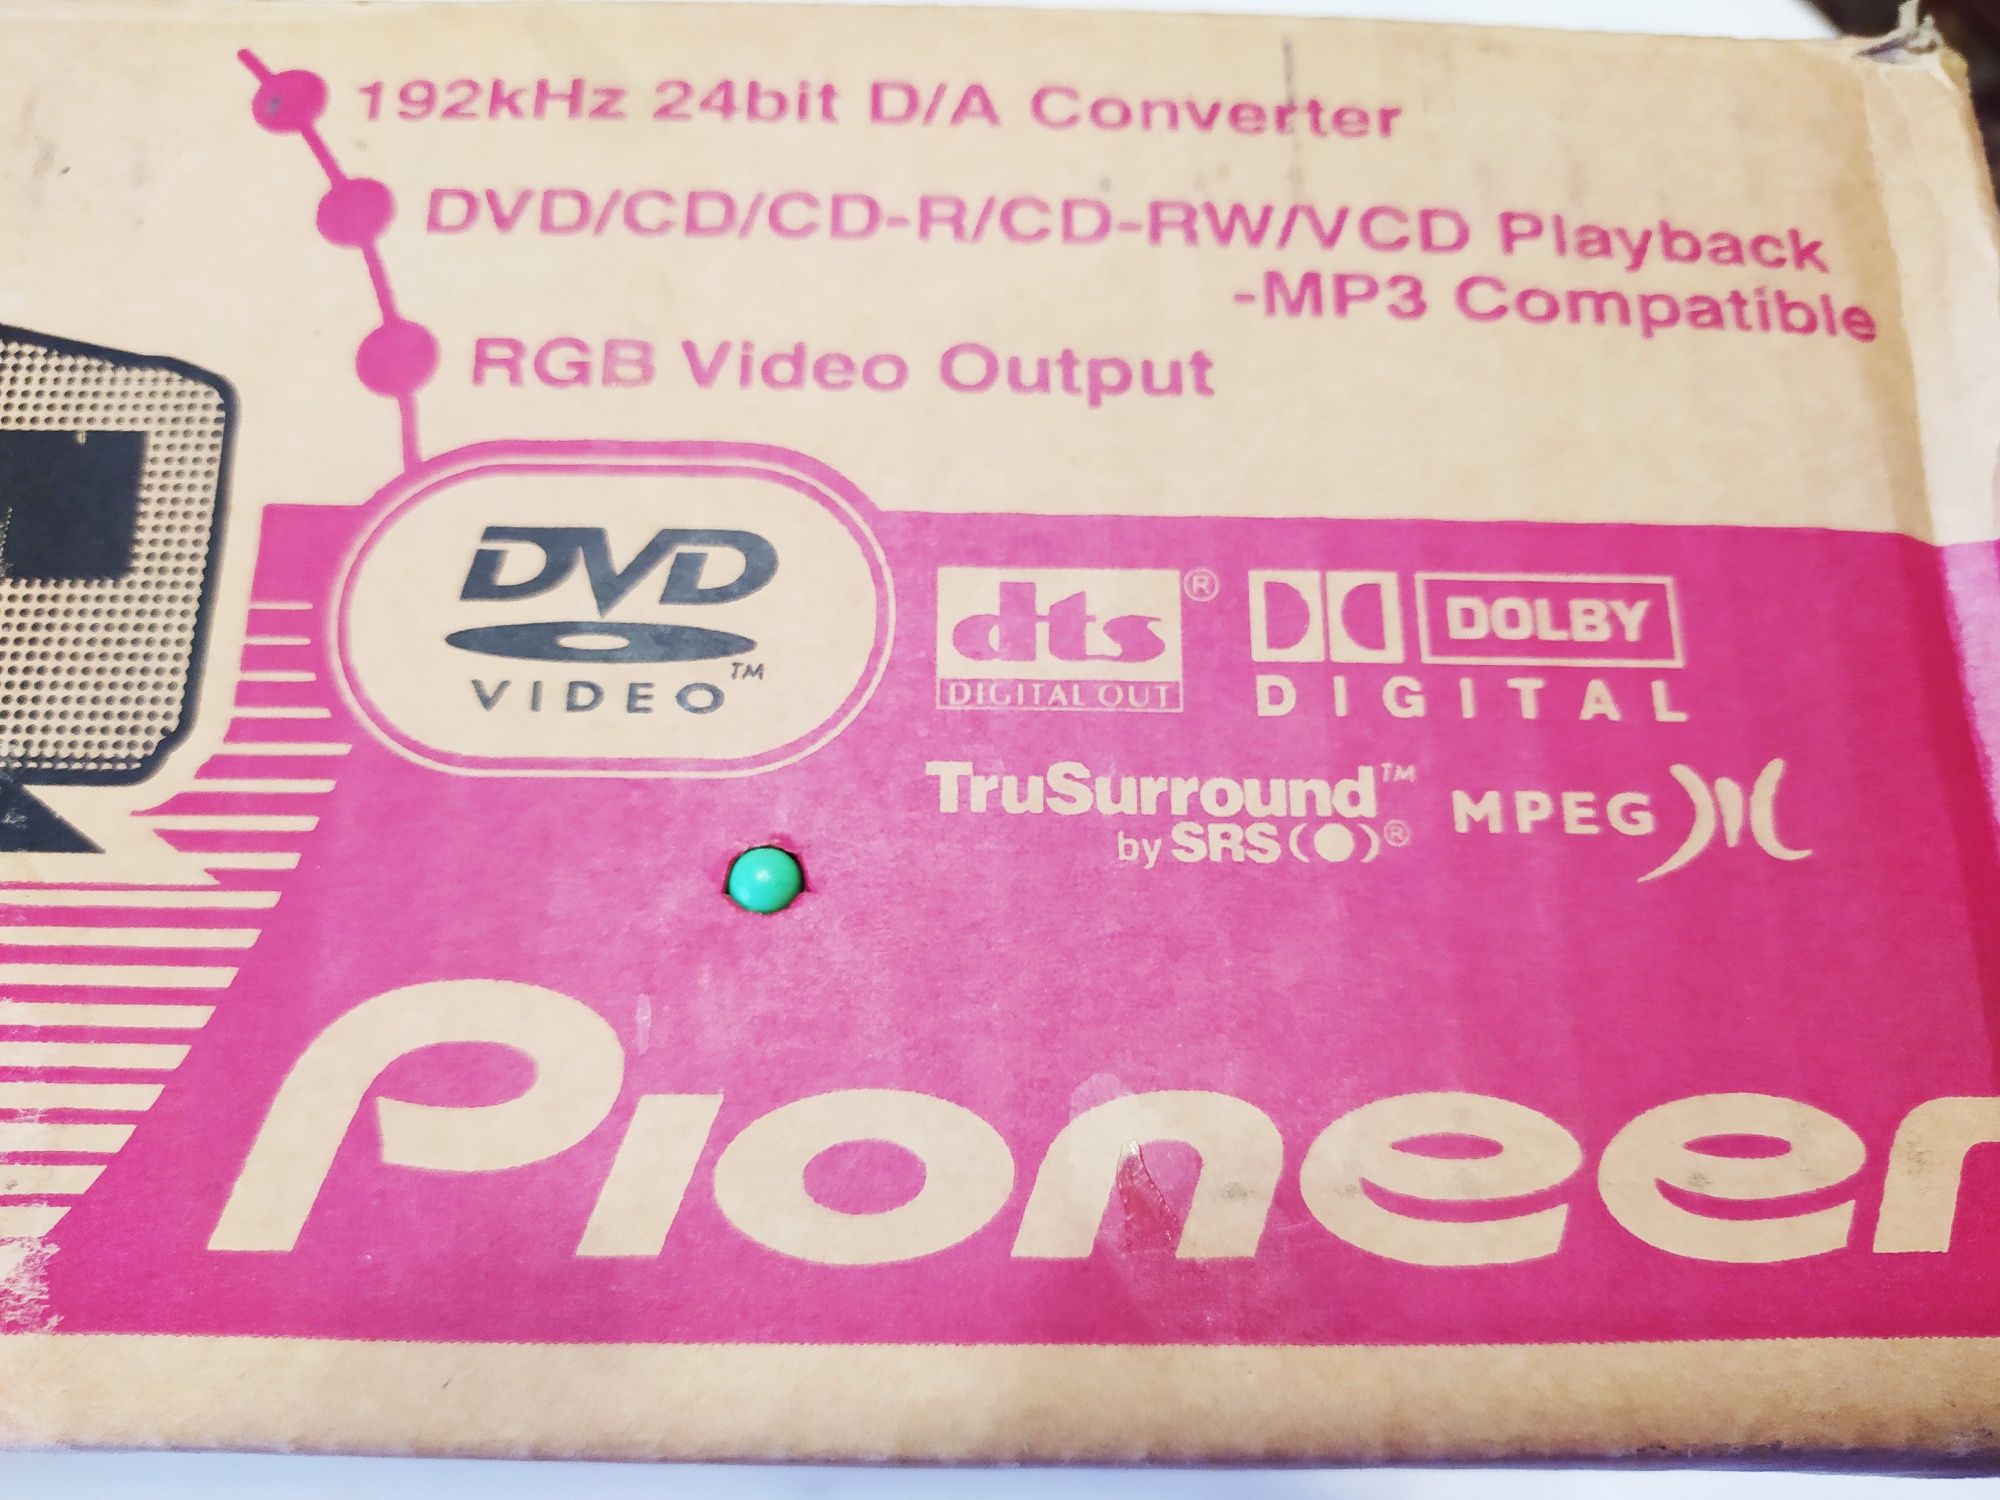 192kHz 24bit D/A Converter
DVD/CD/CD-R/CD-RW/VCD Playback
-MP3 Compatible
RGB Video Output
DVD
VIDEO™
dts®
DIGITAL OUT
DOLBY
DIGITAL
TruSurround™
by SRS(●)®
MPEG
Pioneer